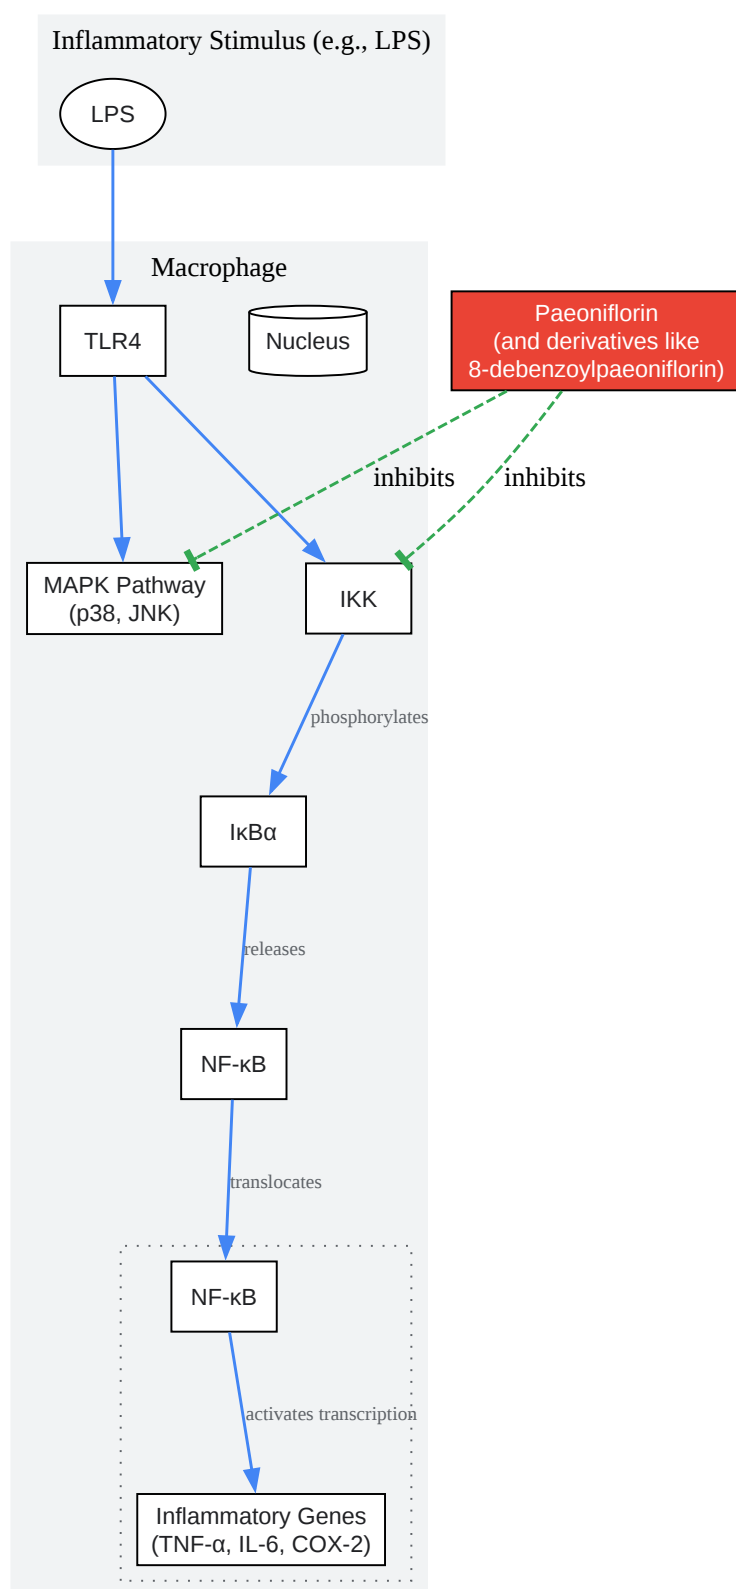 Inflammatory Stimulus (e.g., LPS)
LPS
Macrophage
TLR4
Nucleus
Paeoniflorin
(and derivatives like
8-debenzoylpaeoniflorin)
inhibits
inhibits
MAPK Pathway
(p38, JNK)
IKK
phosphorylates
IκBα
releases
NF-κB
translocates
NF-κB
activates transcription
Inflammatory Genes
(TNF-α, IL-6, COX-2)